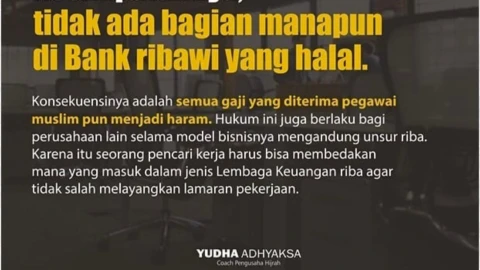 tidak ada bagian manapun
di Bank ribawi yang halal.
Konsekuensinya adalah semua gaji yang diterima pegawai
muslim pun menjadi haram. Hukum ini juga berlaku bagi
perusahaan lain selama model bisnisnya mengandung unsur riba.
Karena itu seorang pencari kerja harus bisa membedakan
mana yang masuk dalam jenis Lembaga Keuangan riba agar
tidak salah melayangkan lamaran pekerjaan.
YUDHA ADHYAKSA
Coach Pengusaha Hijrah